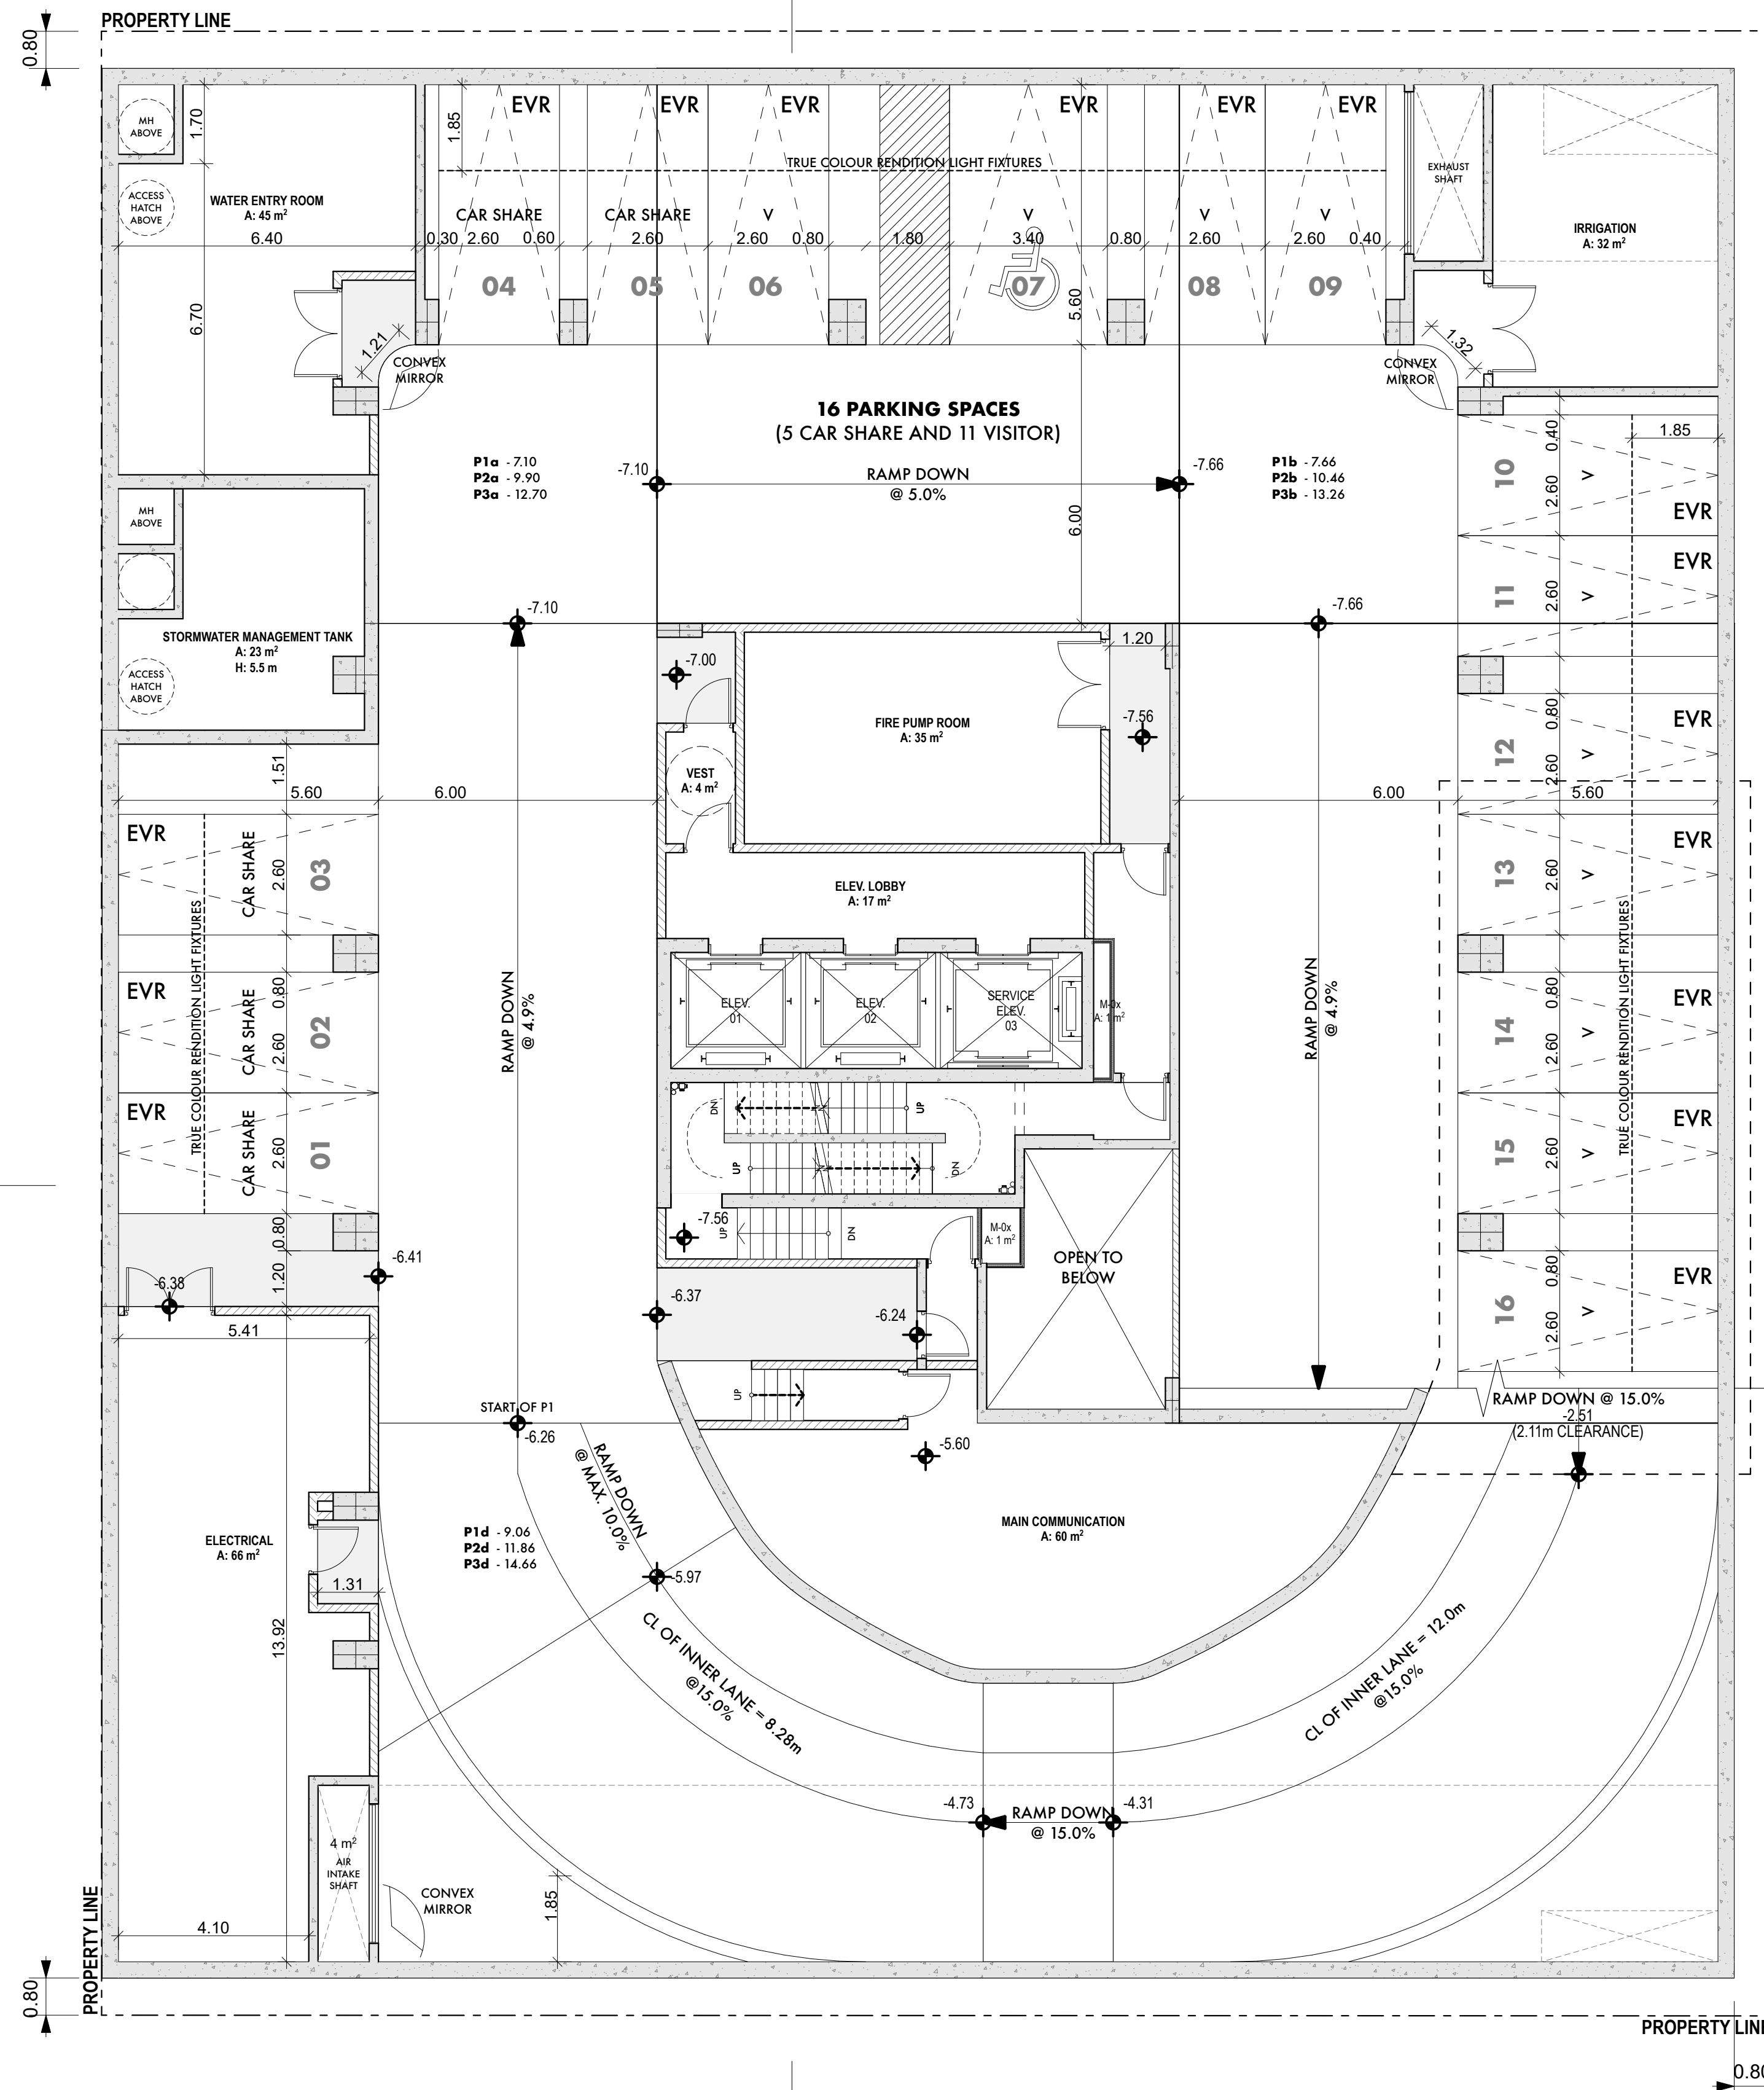 PROPERTY LINE
0.80
MH
ABOVE
1.70
ACCESS
HATCH
ABOVE
WATER ENTRY ROOM
A: 45 m²
6.40
6.70
1.21
CONVEX
MIRROR
1.85
EVR
EVR
EVR
EVR
EVR
EVR
TRUE COLOUR RENDITION LIGHT FIXTURES
CAR SHARE
CAR SHARE
V
V
V
V
0.30
2.60
0.60
2.60
2.60
0.80
1.80
3.40
0.80
2.60
2.60
0.40
04
05
06
07
08
09
5.60
EXHAUST
SHAFT
IRRIGATION
A: 32 m²
1.32
CONVEX
MIRROR
16 PARKING SPACES
(5 CAR SHARE AND 11 VISITOR)
P1a - 7.10
P2a - 9.90
P3a - 12.70
-7.10
RAMP DOWN
@ 5.0%
-7.66
P1b - 7.66
P2b - 10.46
P3b - 13.26
6.00
MH
ABOVE
STORMWATER MANAGEMENT TANK
A: 23 m²
H: 5.5 m
ACCESS
HATCH
ABOVE
-7.10
-7.66
-7.00
1.20
-7.56
FIRE PUMP ROOM
A: 35 m²
VEST
A: 4 m²
ELEV. LOBBY
A: 17 m²
1.51
5.60
6.00
6.00
5.60
EVR
CAR SHARE
2.60
03
EVR
CAR SHARE
0.80
2.60
02
EVR
CAR SHARE
2.60
01
TRUE COLOUR RENDITION LIGHT FIXTURES
0.80
1.20
-6.41
-6.38
5.41
RAMP DOWN
@ 4.9%
ELEV.
01
ELEV.
02
SERVICE
ELEV.
03
M-0x
A: 1 m²
DN
UP
UP
DN
-7.56
UP
DN
M-0x
A: 1 m²
OPEN TO
BELOW
-6.37
-6.24
UP
RAMP DOWN
@ 4.9%
1.85
0.40
10
2.60
V
EVR
11
2.60
V
EVR
0.80
12
2.60
V
EVR
13
2.60
V
EVR
0.80
14
2.60
V
EVR
15
2.60
V
EVR
0.80
16
2.60
V
EVR
TRUE COLOUR RENDITION LIGHT FIXTURES
RAMP DOWN @ 15.0%
-2.51
(2.11m CLEARANCE)
START OF P1
-6.26
RAMP DOWN
@ MAX. 10.0%
-5.60
MAIN COMMUNICATION
A: 60 m²
ELECTRICAL
A: 66 m²
P1d - 9.06
P2d - 11.86
P3d - 14.66
1.31
-5.97
13.92
CL OF INNER LANE = 8.28m
@15.0%
CL OF INNER LANE = 12.0m
@15.0%
-4.73
RAMP DOWN
@ 15.0%
-4.31
4 m²
AIR
INTAKE
SHAFT
CONVEX
MIRROR
4.10
1.85
PROPERTY LINE
0.80
PROPERTY LINE
0.80